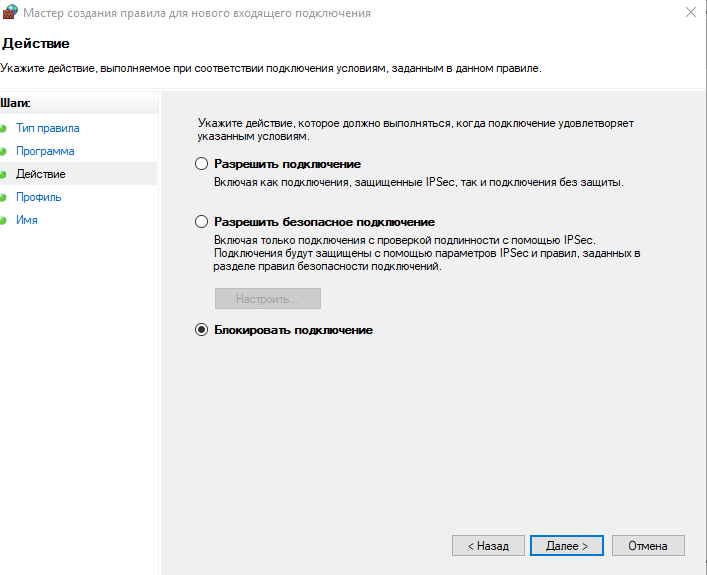 Мастер создания правила для нового входящего подключения
Действие
Укажите действие, выполняемое при соответствии подключения условиям, заданным в данном правиле.
Шаги:
Тип правила
Программа
Действие
Профиль
Имя
Укажите действие, которое должно выполняться, когда подключение удовлетворяет
указанным условиям.
Разрешить подключение
Включая как подключения, защищенные IPSec, так и подключения без защиты.
Разрешить безопасное подключение
Включая только подключения с проверкой подлинности с помощью IPSec.
Подключения будут защищены с помощью параметров IPSec и правил, заданных в
разделе правил безопасности подключений.
Настроить...
Блокировать подключение
< Назад
Далее >
Отмена